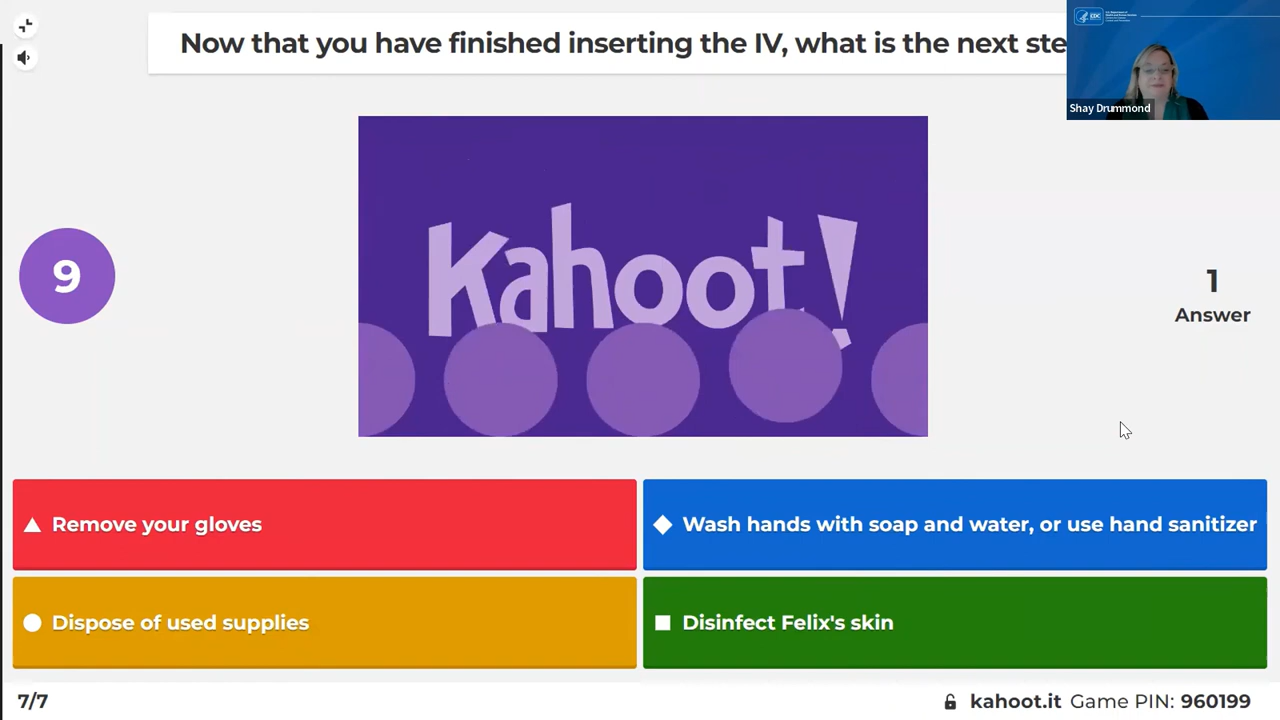 Now that you have finished inserting the IV, what is the next ste
CDC
Shay Drummond
9
Kahoot!
1
Answer
Remove your gloves
Wash hands with soap and water, or use hand sanitizer
Dispose of used supplies
Disinfect Felix's skin
7/7
kahoot.it Game PIN: 960199